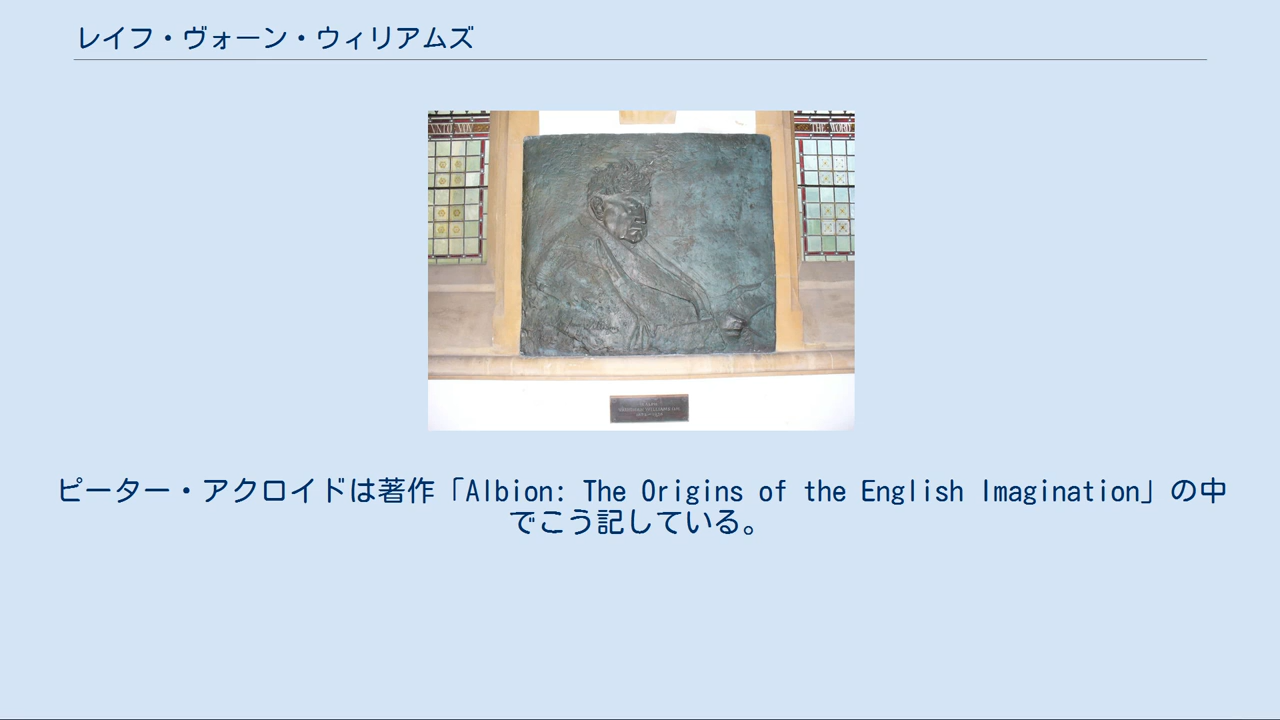 レイフ・ヴォーン・ウィリアムズ
THE WORD
ピーター・アクロイドは著作「Albion: The Origins of the English Imagination」の中
でこう記している。